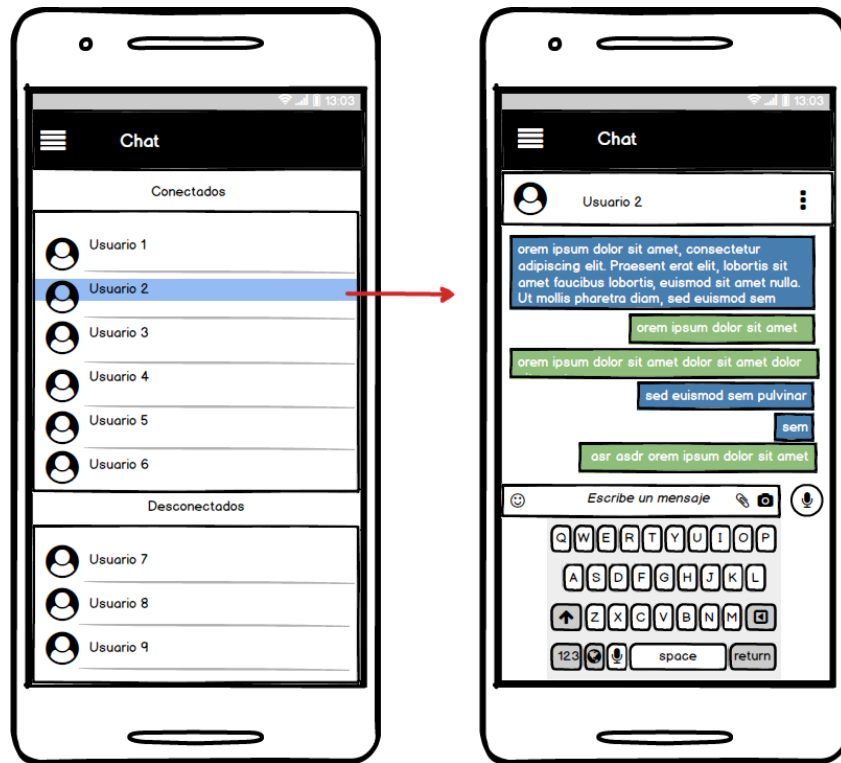 13:03
Chat
Conectados
Usuario 1
Usuario 2
Usuario 3
Usuario 4
Usuario 5
Usuario 6
Desconectados
Usuario 7
Usuario 8
Usuario 9
13:03
Chat
Usuario 2
orem ipsum dolor sit amet, consectetur
adipiscing elit. Praesent erat elit, lobortis sit
amet faucibus lobortis, euismod sit amet nulla.
Ut mollis pharetra diam, sed euismod sem
orem ipsum dolor sit amet
orem ipsum dolor sit amet dolor sit amet dolor
sed euismod sem pulvinar
sem
asr asdr orem ipsum dolor sit amet
Escribe un mensaje
Q W E R T Y U I O P
A S D F G H J K L
Z X C V B N M
123 space return